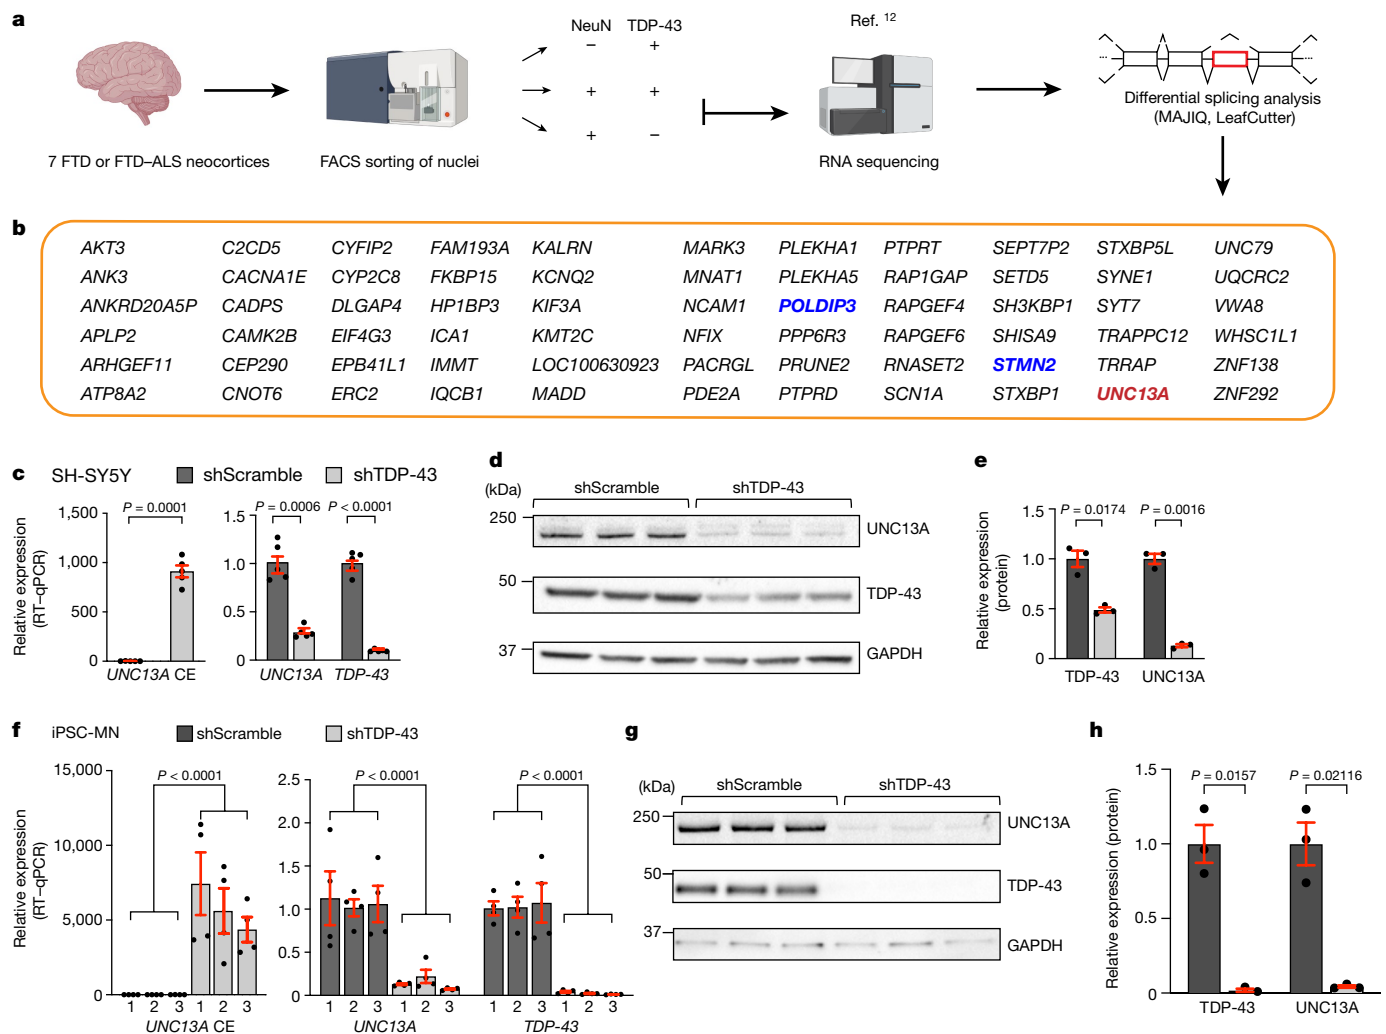 a
NeuN TDP-43
− +
+ +
+ −
Ref. 12
7 FTD or FTD–ALS neocortices
FACS sorting of nuclei
RNA sequencing
Differential splicing analysis
(MAJIQ, LeafCutter)
b
AKT3 C2CD5 CYFIP2 FAM193A KALRN MARK3 PLEKHA1 PTPRT SEPT7P2 STXBP5L UNC79
ANK3 CACNA1E CYP2C8 FKBP15 KCNQ2 MNAT1 PLEKHA5 RAP1GAP SETD5 SYNE1 UQCRC2
ANKRD20A5P CADPS DLGAP4 HP1BP3 KIF3A NCAM1 POLDIP3 RAPGEF4 SH3KBP1 SYT7 VWA8
APLP2 CAMK2B EIF4G3 ICA1 KMT2C NFIX PPP6R3 RAPGEF6 SHISA9 TRAPPC12 WHSC1L1
ARHGEF11 CEP290 EPB41L1 IMMT LOC100630923 PACRGL PRUNE2 RNASET2 STMN2 TRRAP ZNF138
ATP8A2 CNOT6 ERC2 IQCB1 MADD PDE2A PTPRD SCN1A STXBP1 UNC13A ZNF292
c SH-SY5Y shScramble shTDP-43
Relative expression
(RT–qPCR)
1,500
1,000
500
0
P = 0.0001
UNC13A CE
1.5
1.0
0.5
0
P = 0.0006 P < 0.0001
UNC13A TDP-43
d
(kDa) shScramble shTDP-43
250 UNC13A
50 TDP-43
37 GAPDH
e
Relative expression
(protein)
1.5
1.0
0.5
0
P = 0.0174 P = 0.0016
TDP-43 UNC13A
f iPSC-MN shScramble shTDP-43
Relative expression
(RT–qPCR)
15,000
10,000
5,000
0
P < 0.0001
1 2 3 1 2 3
UNC13A CE
2.5
2.0
1.5
1.0
0.5
0
P < 0.0001 P < 0.0001
1 2 3 1 2 3 1 2 3 1 2 3
UNC13A TDP-43
g
(kDa) shScramble shTDP-43
250 UNC13A
50 TDP-43
37 GAPDH
h
Relative expression (protein)
1.5
1.0
0.5
0
P = 0.0157 P = 0.02116
TDP-43 UNC13A